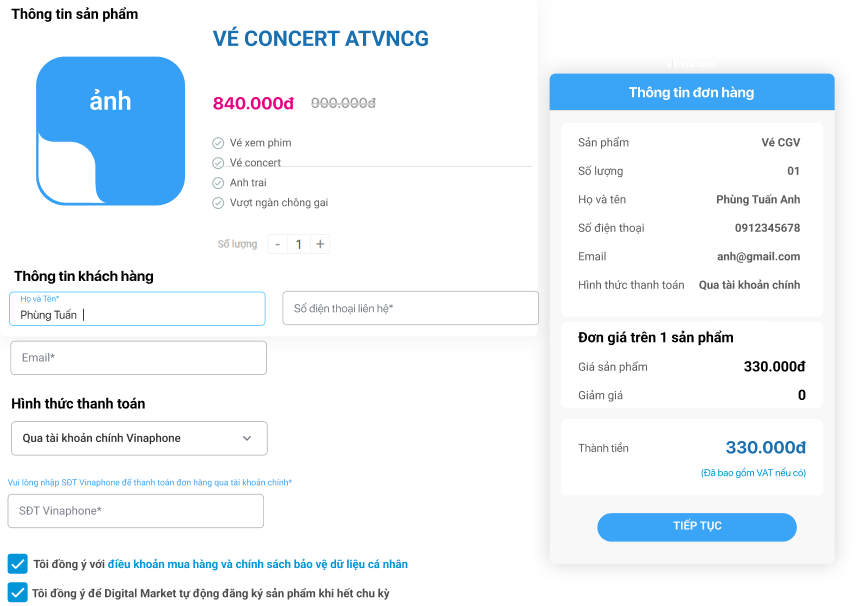 Thông tin sản phẩm
VÉ CONCERT ATVNCG
ảnh
840.000đ 900.000đ
Vé xem phim
Vé concert
Anh trai
Vượt ngàn chông gai
Số lượng - 1 +
Thông tin khách hàng
Họ và Tên*
Phùng Tuấn
Số điện thoại liên hệ*
Email*
Hình thức thanh toán
Qua tài khoản chính Vinaphone
Vui lòng nhập SĐT Vinaphone để thanh toán đơn hàng qua tài khoản chính*
SĐT Vinaphone*
Tôi đồng ý với điều khoản mua hàng và chính sách bảo vệ dữ liệu cá nhân
Tôi đồng ý để Digital Market tự động đăng ký sản phẩm khi hết chu kỳ
Thông tin đơn hàng
Sản phẩm Vé CGV
Số lượng 01
Họ và tên Phùng Tuấn Anh
Số điện thoại 0912345678
Email anh@gmail.com
Hình thức thanh toán Qua tài khoản chính
Đơn giá trên 1 sản phẩm
Giá sản phẩm 330.000đ
Giảm giá 0
Thành tiền 330.000đ
(Đã bao gồm VAT nếu có)
TIẾP TỤC